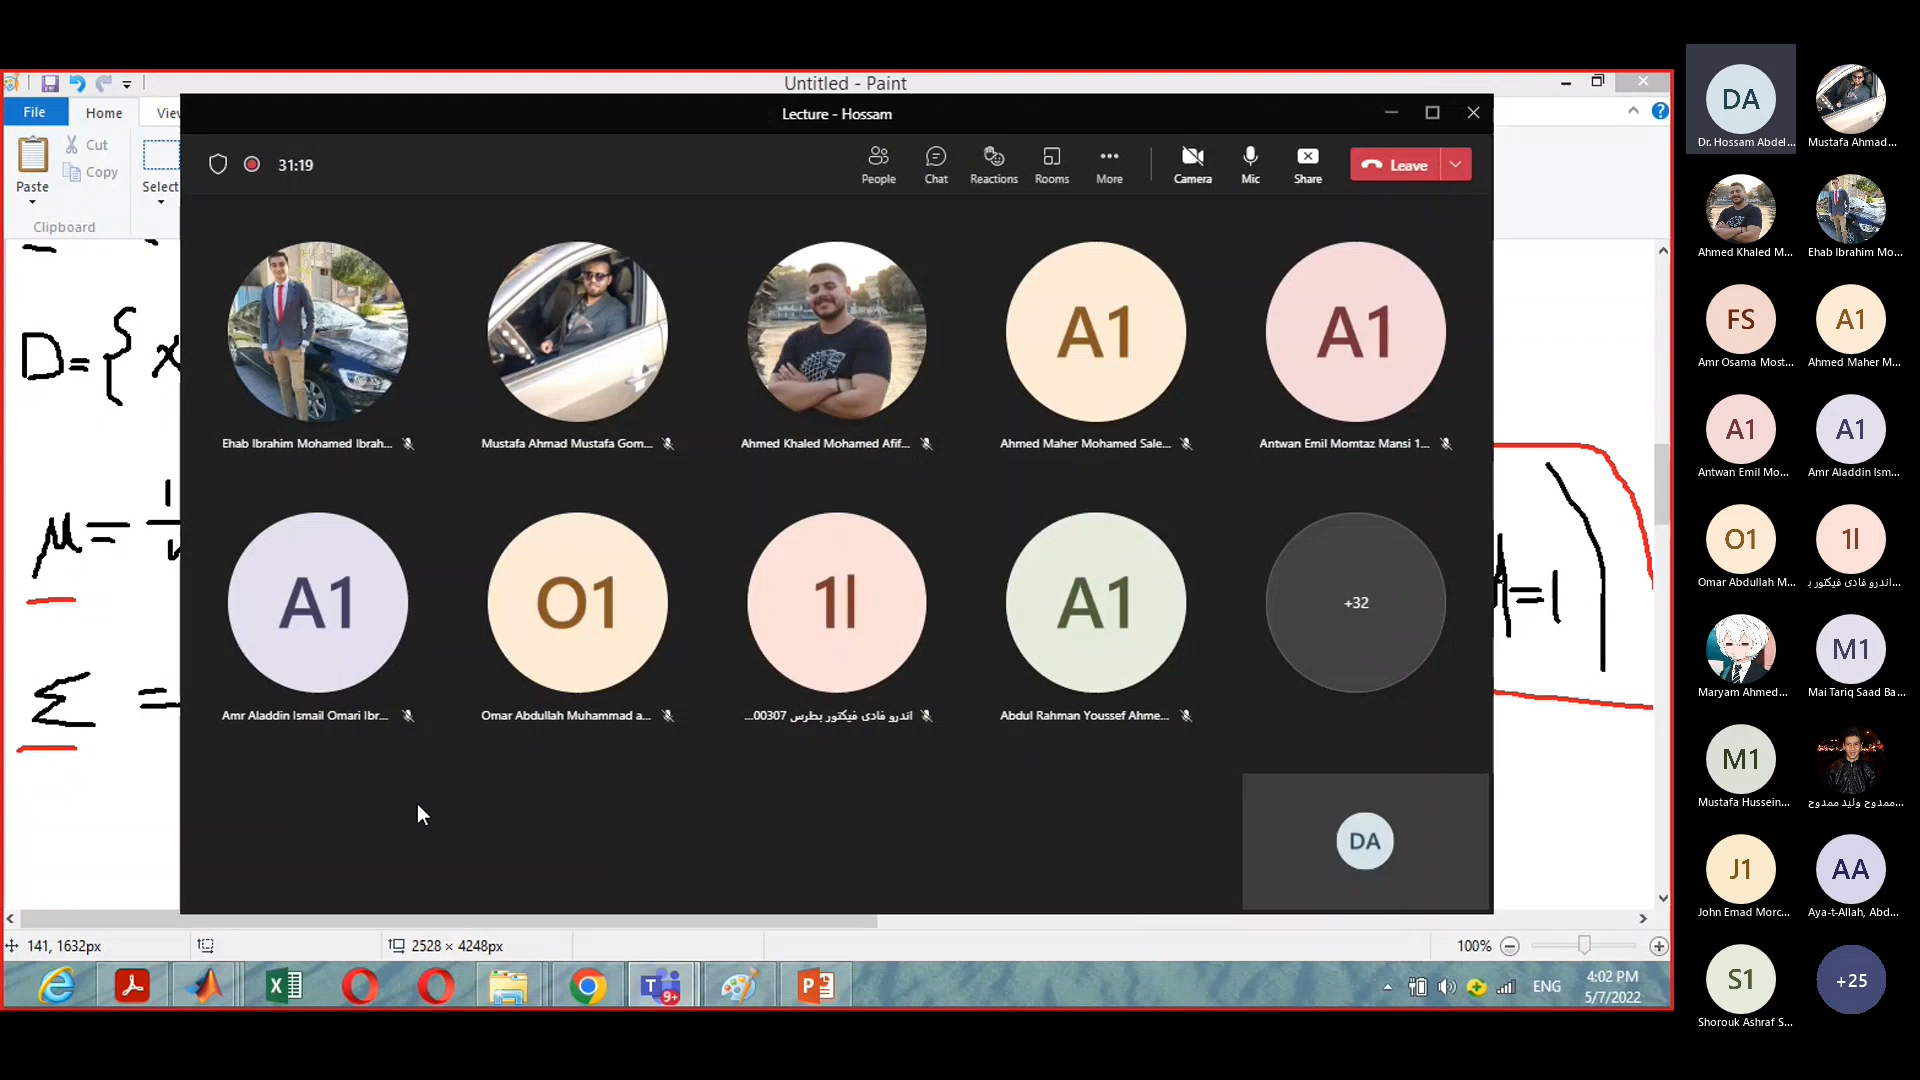 Untitled - Paint
File
Home
Viev
Cut
Copy
Paste
Select
Clipboard
Lecture - Hossam
31:19
People
Chat
Reactions
Rooms
More
Camera
Mic
Share
Leave
A1
A1
Ehab Ibrahim Mohamed Ibrah...
Mustafa Ahmad Mustafa Gom...
Ahmed Khaled Mohamed Afif...
Ahmed Maher Mohamed Sale...
Antwan Emil Momtaz Mansi 1...
A1
O1
1ا
A1
+32
Amr Aladdin Ismail Omari Ibr...
Omar Abdullah Muhammad a...
اندرو فادى فيكتور بطرس 00307...
Abdul Rahman Youssef Ahme...
DA
D={ x
μ= 1
Σ =
=1
141, 1632px
2528 × 4248px
100%
9+
ENG
4:02 PM
5/7/2022
DA
Dr. Hossam Abdel...
Mustafa Ahmad...
Ahmed Khaled M...
Ehab Ibrahim Mo...
FS
A1
Amr Osama Most...
Ahmed Maher M...
A1
A1
Antwan Emil Mo...
Amr Aladdin Ism...
O1
1ا
Omar Abdullah M...
اندرو فادى فيكتور ب...
M1
Maryam Ahmed...
Mai Tariq Saad Ba...
M1
Mustafa Hussein...
ممدوح وليد ممدوح...
J1
AA
John Emad Morc...
Aya-t-Allah, Abd...
S1
+25
Shorouk Ashraf S...